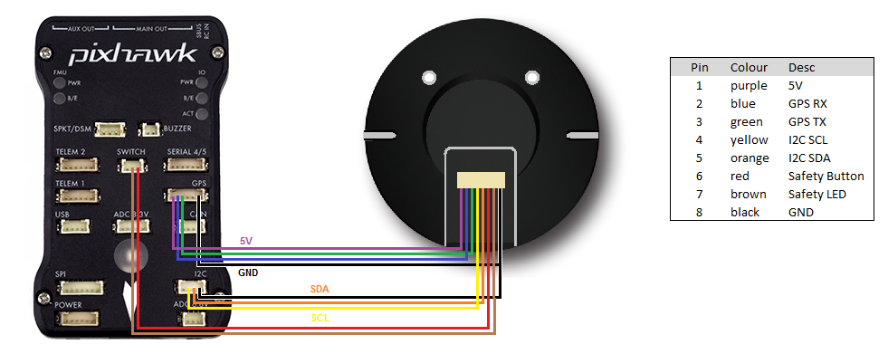 AUX OUT
MAIN OUT
SBUS
RC IN
pixhawk
FMU
IO
PWR
PWR
B/E
B/E
ACT
SPKT/DSM
BUZZER
TELEM 2
SWITCH
SERIAL 4/5
TELEM 1
GPS
USB
ADC 3.3V
CAN
5V
GND
SPI
I2C
SDA
POWER
SCL
Pin Colour Desc
1 purple 5V
2 blue GPS RX
3 green GPS TX
4 yellow I2C SCL
5 orange I2C SDA
6 red Safety Button
7 brown Safety LED
8 black GND